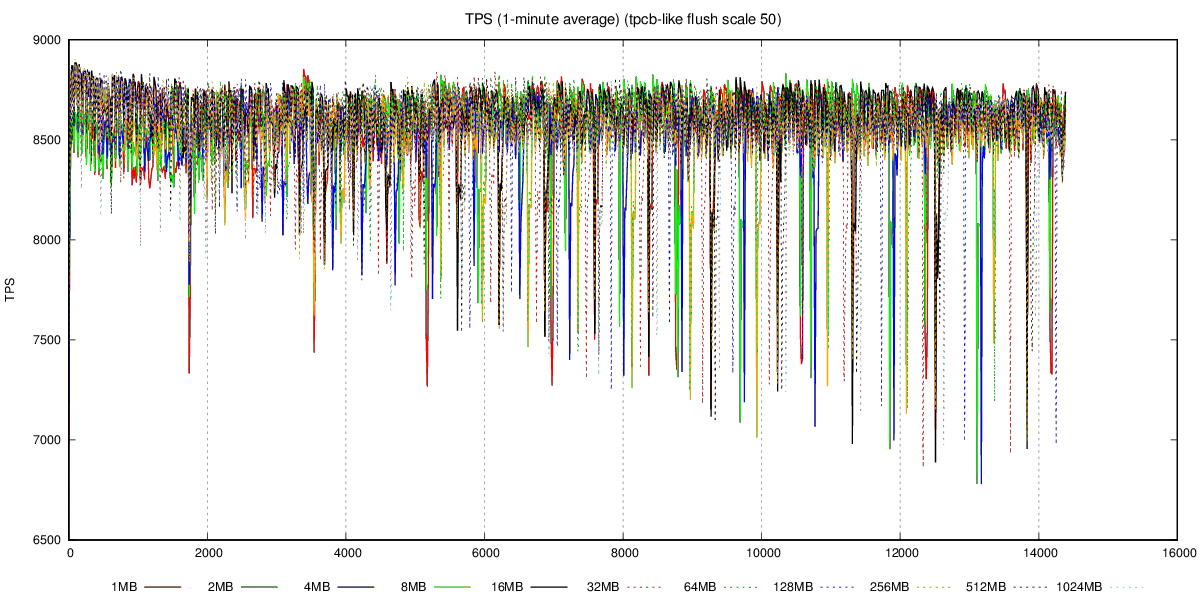 TPS (1-minute average) (tpcb-like flush scale 50)
9000
8500
8000
7500
7000
6500
TPS
0 2000 4000 6000 8000 10000 12000 14000 16000
1MB 2MB 4MB 8MB 16MB 32MB 64MB 128MB 256MB 512MB 1024MB